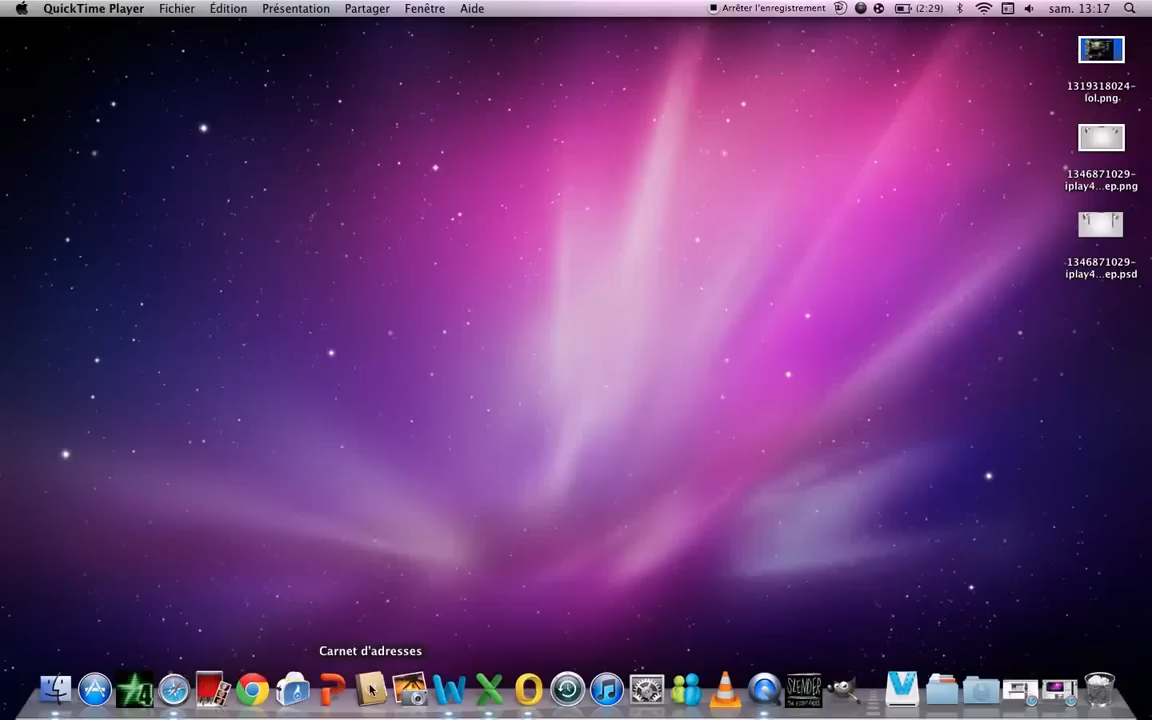 QuickTime Player Fichier Édition Présentation Partager Fenêtre Aide Arrêter l'enregistrement (2:29) sam. 13:17
1319318024-
lol.png
1346871029-
iplay4...ep.png
1346871029-
iplay4...ep.psd
Carnet d'adresses
SLENDER